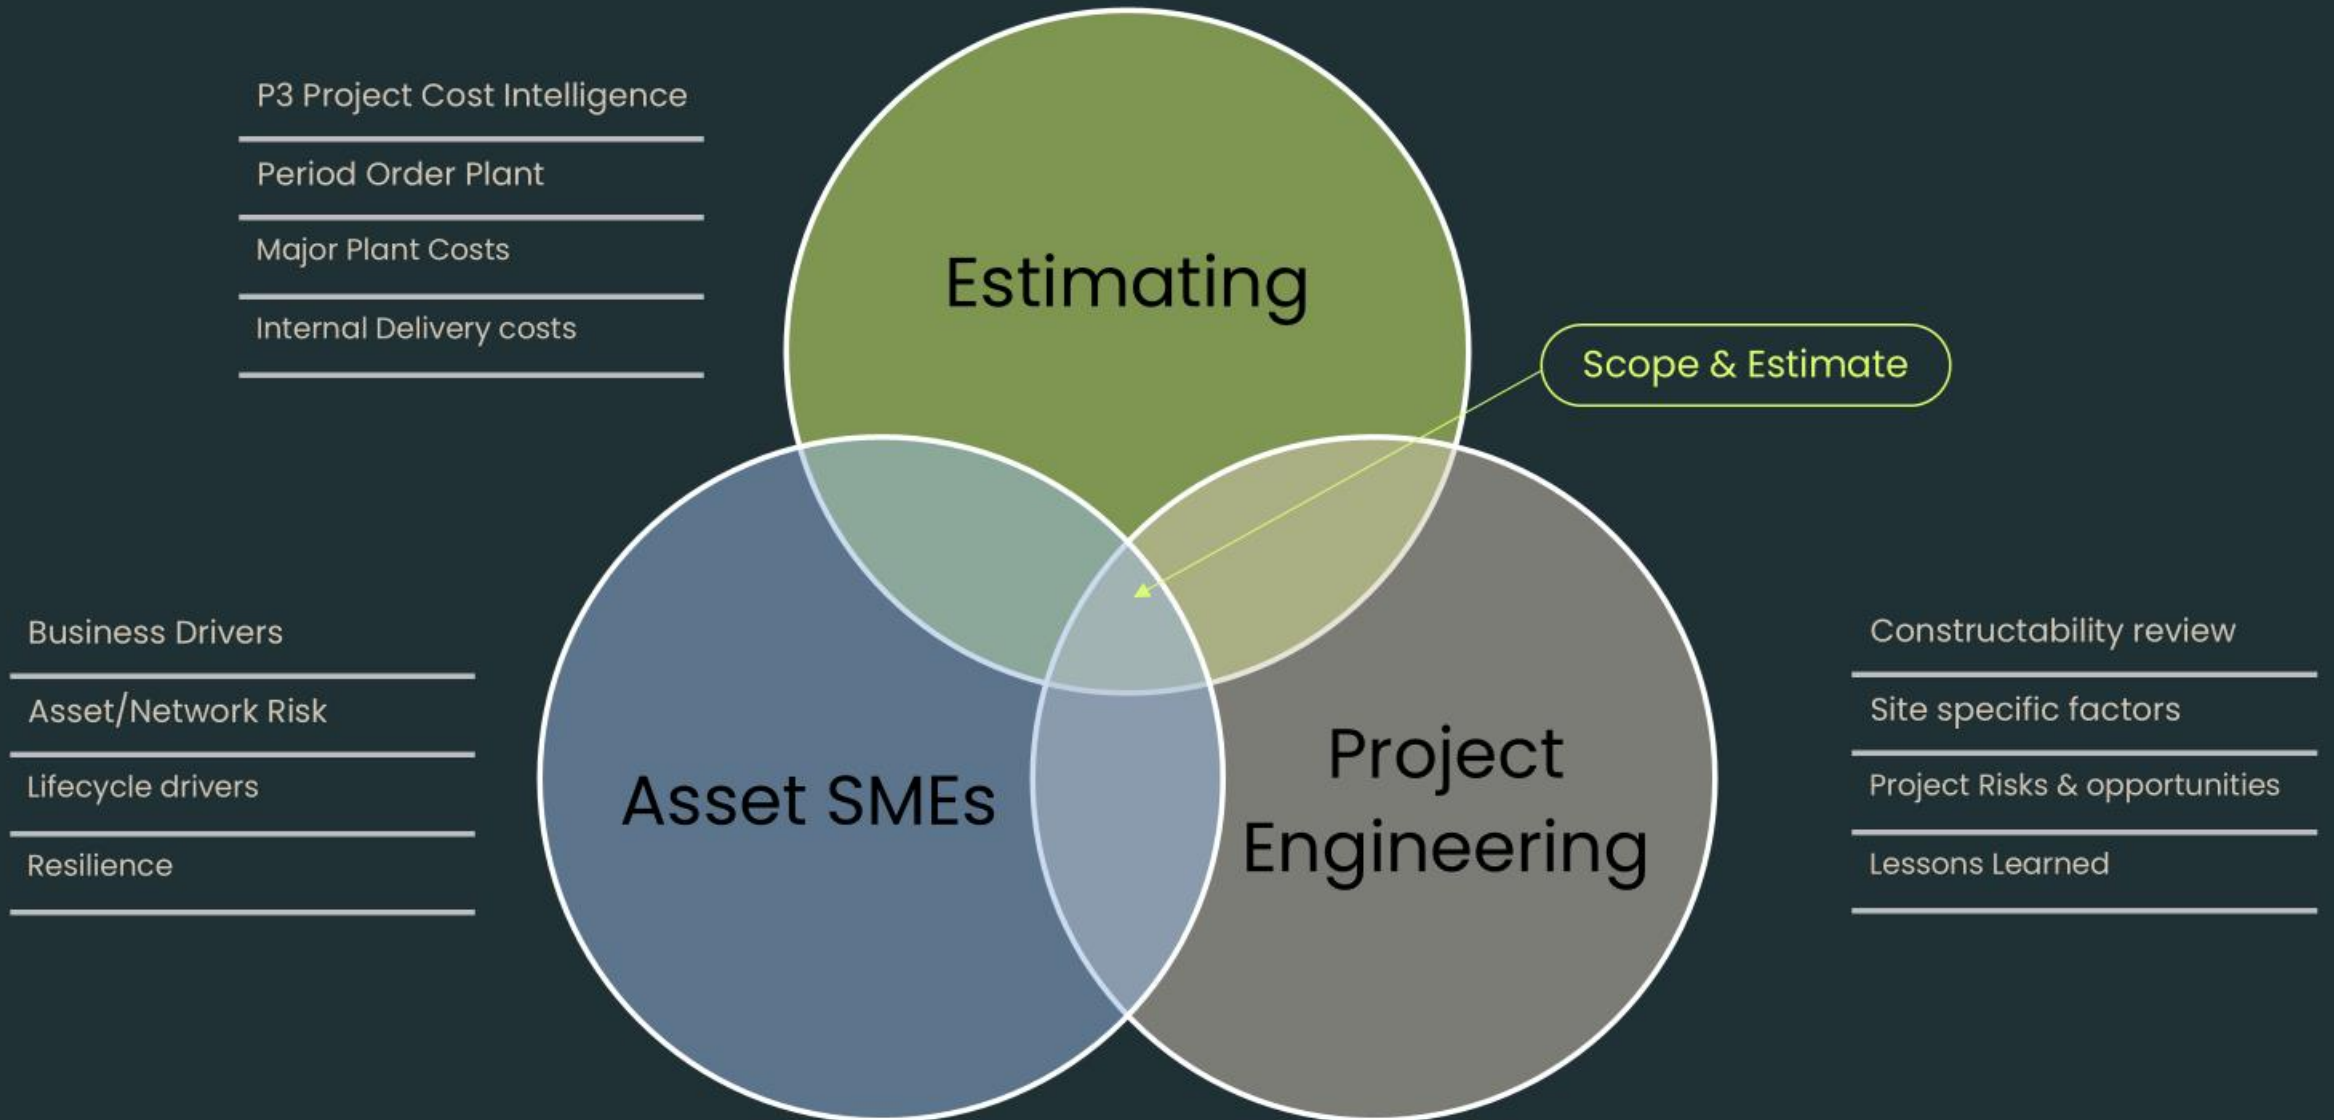 P3 Project Cost Intelligence
Period Order Plant
Major Plant Costs
Internal Delivery costs
Estimating
Scope & Estimate
Business Drivers
Asset/Network Risk
Lifecycle drivers
Resilience
Asset SMEs
Project
Engineering
Constructability review
Site specific factors
Project Risks & opportunities
Lessons Learned